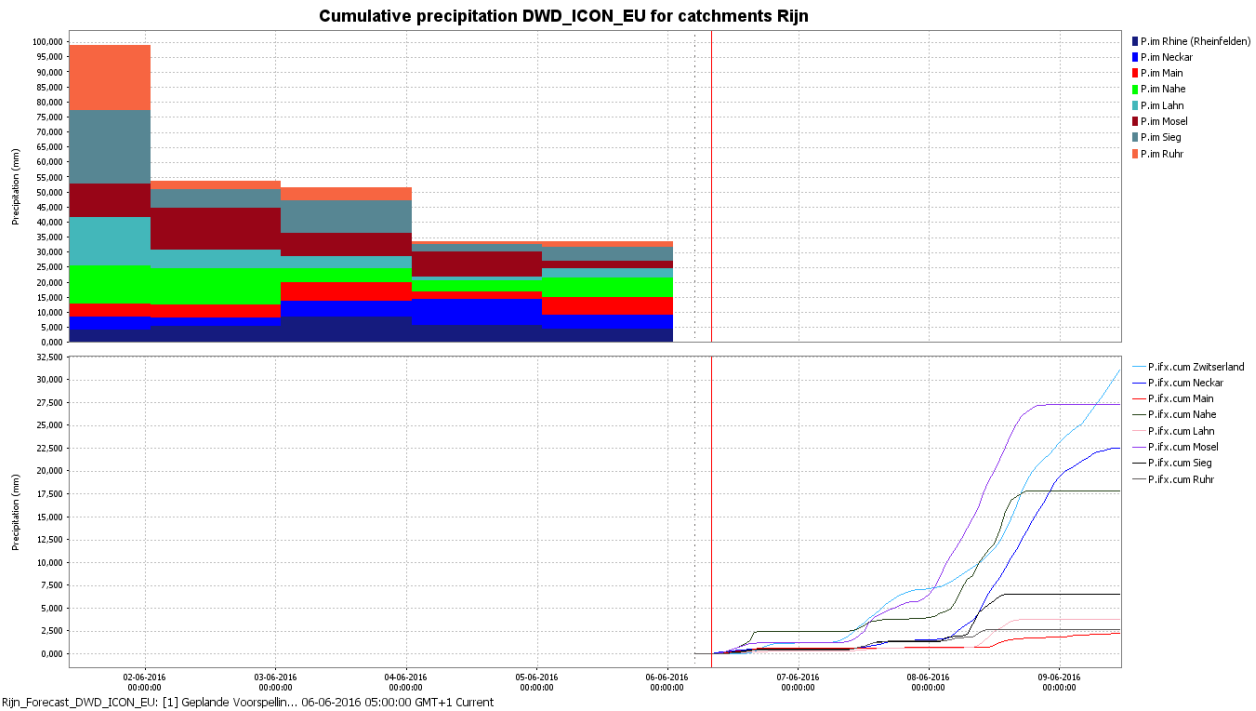 Cumulative precipitation DWD_ICON_EU for catchments Rijn
Precipitation (mm)
100,000
95,000
90,000
85,000
80,000
75,000
70,000
65,000
60,000
55,000
50,000
45,000
40,000
35,000
30,000
25,000
20,000
15,000
10,000
5,000
0,000
P.im Rhine (Rheinfelden)
P.im Neckar
P.im Main
P.im Nahe
P.im Lahn
P.im Mosel
P.im Sieg
P.im Ruhr
Precipitation (mm)
32,500
30,000
27,500
25,000
22,500
20,000
17,500
15,000
12,500
10,000
7,500
5,000
2,500
0,000
P.ifx.cum Zwitserland
P.ifx.cum Neckar
P.ifx.cum Main
P.ifx.cum Nahe
P.ifx.cum Lahn
P.ifx.cum Mosel
P.ifx.cum Sieg
P.ifx.cum Ruhr
02-06-2016 03-06-2016 04-06-2016 05-06-2016 06-06-2016 07-06-2016 08-06-2016 09-06-2016
00:00:00 00:00:00 00:00:00 00:00:00 00:00:00 00:00:00 00:00:00 00:00:00
Rijn_Forecast_DWD_ICON_EU: [1] Geplande Voorspellin... 06-06-2016 05:00:00 GMT+1 Current